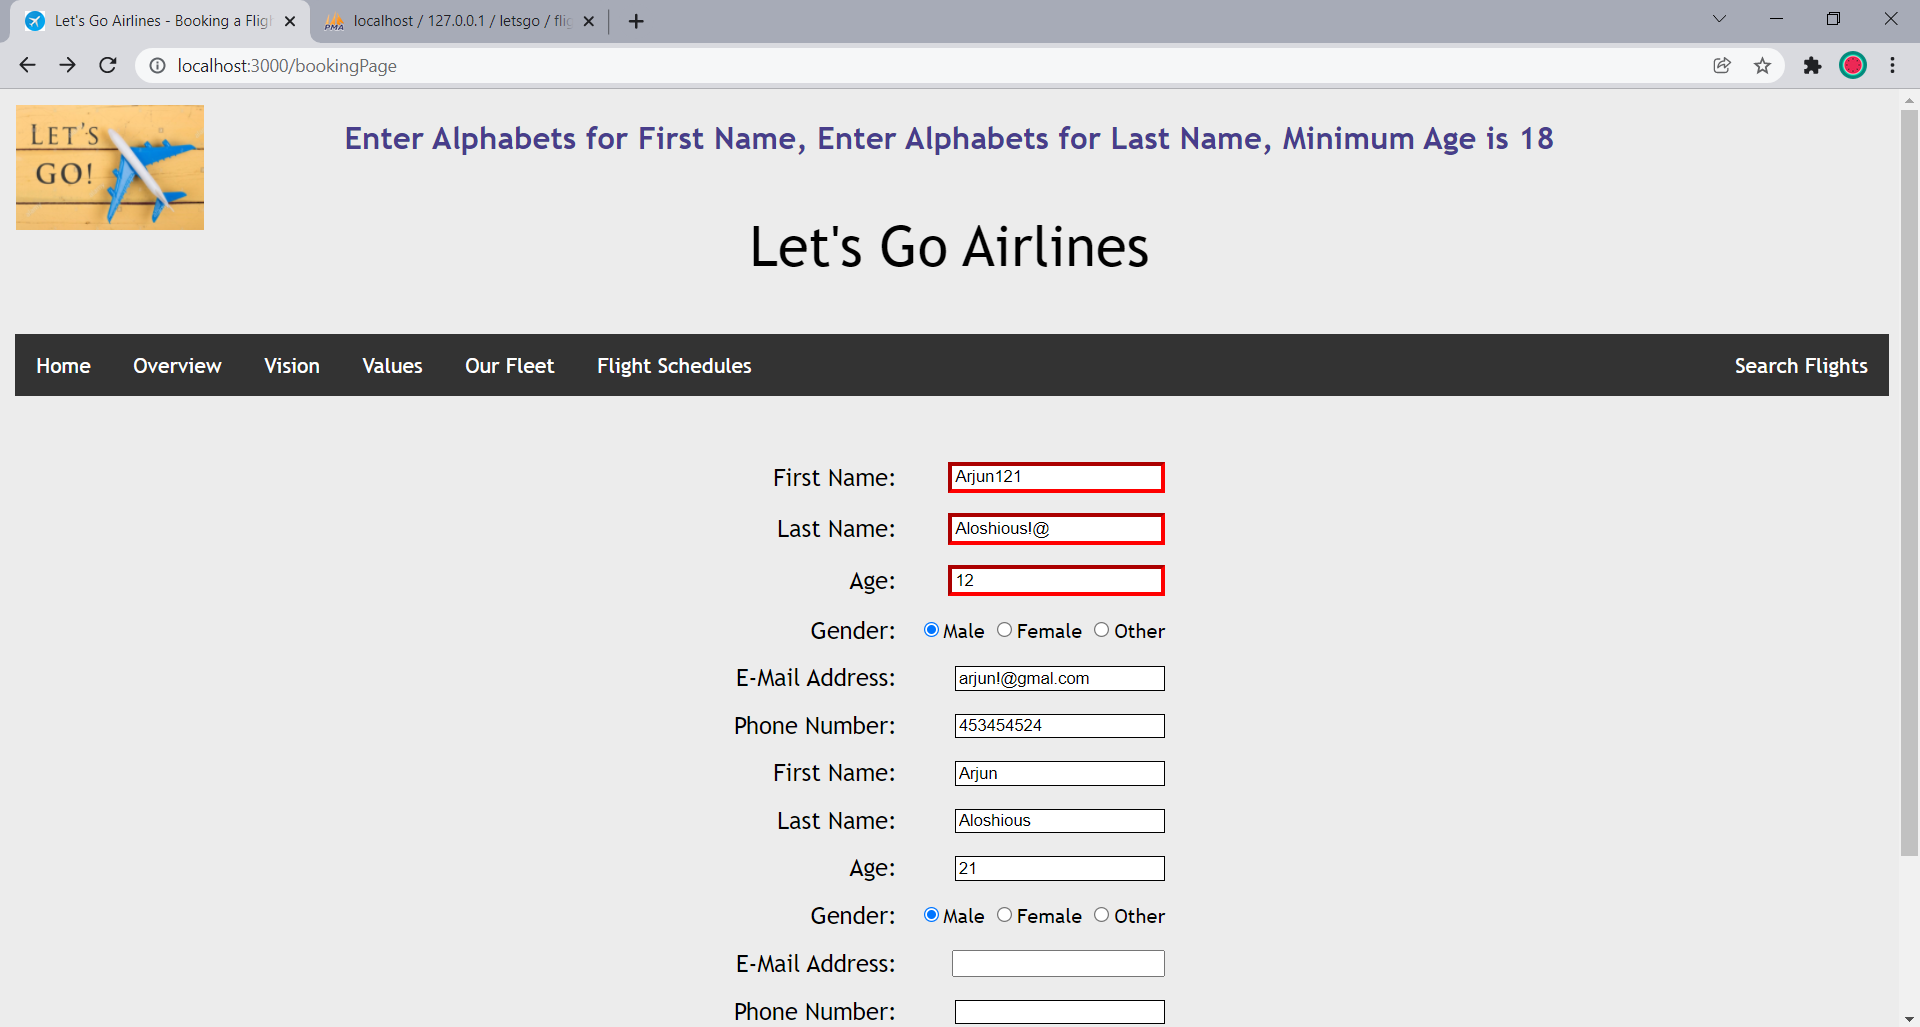 Let's Go Airlines - Booking a Fligh
localhost / 127.0.0.1 / letsgo / flig
localhost:3000/bookingPage
LET'S
GO!
Enter Alphabets for First Name, Enter Alphabets for Last Name, Minimum Age is 18
Let's Go Airlines
Home Overview Vision Values Our Fleet Flight Schedules Search Flights
First Name: Arjun121
Last Name: Aloshious!@
Age: 12
Gender: Male Female Other
E-Mail Address: arjun!@gmal.com
Phone Number: 453454524
First Name: Arjun
Last Name: Aloshious
Age: 21
Gender: Male Female Other
E-Mail Address:
Phone Number: